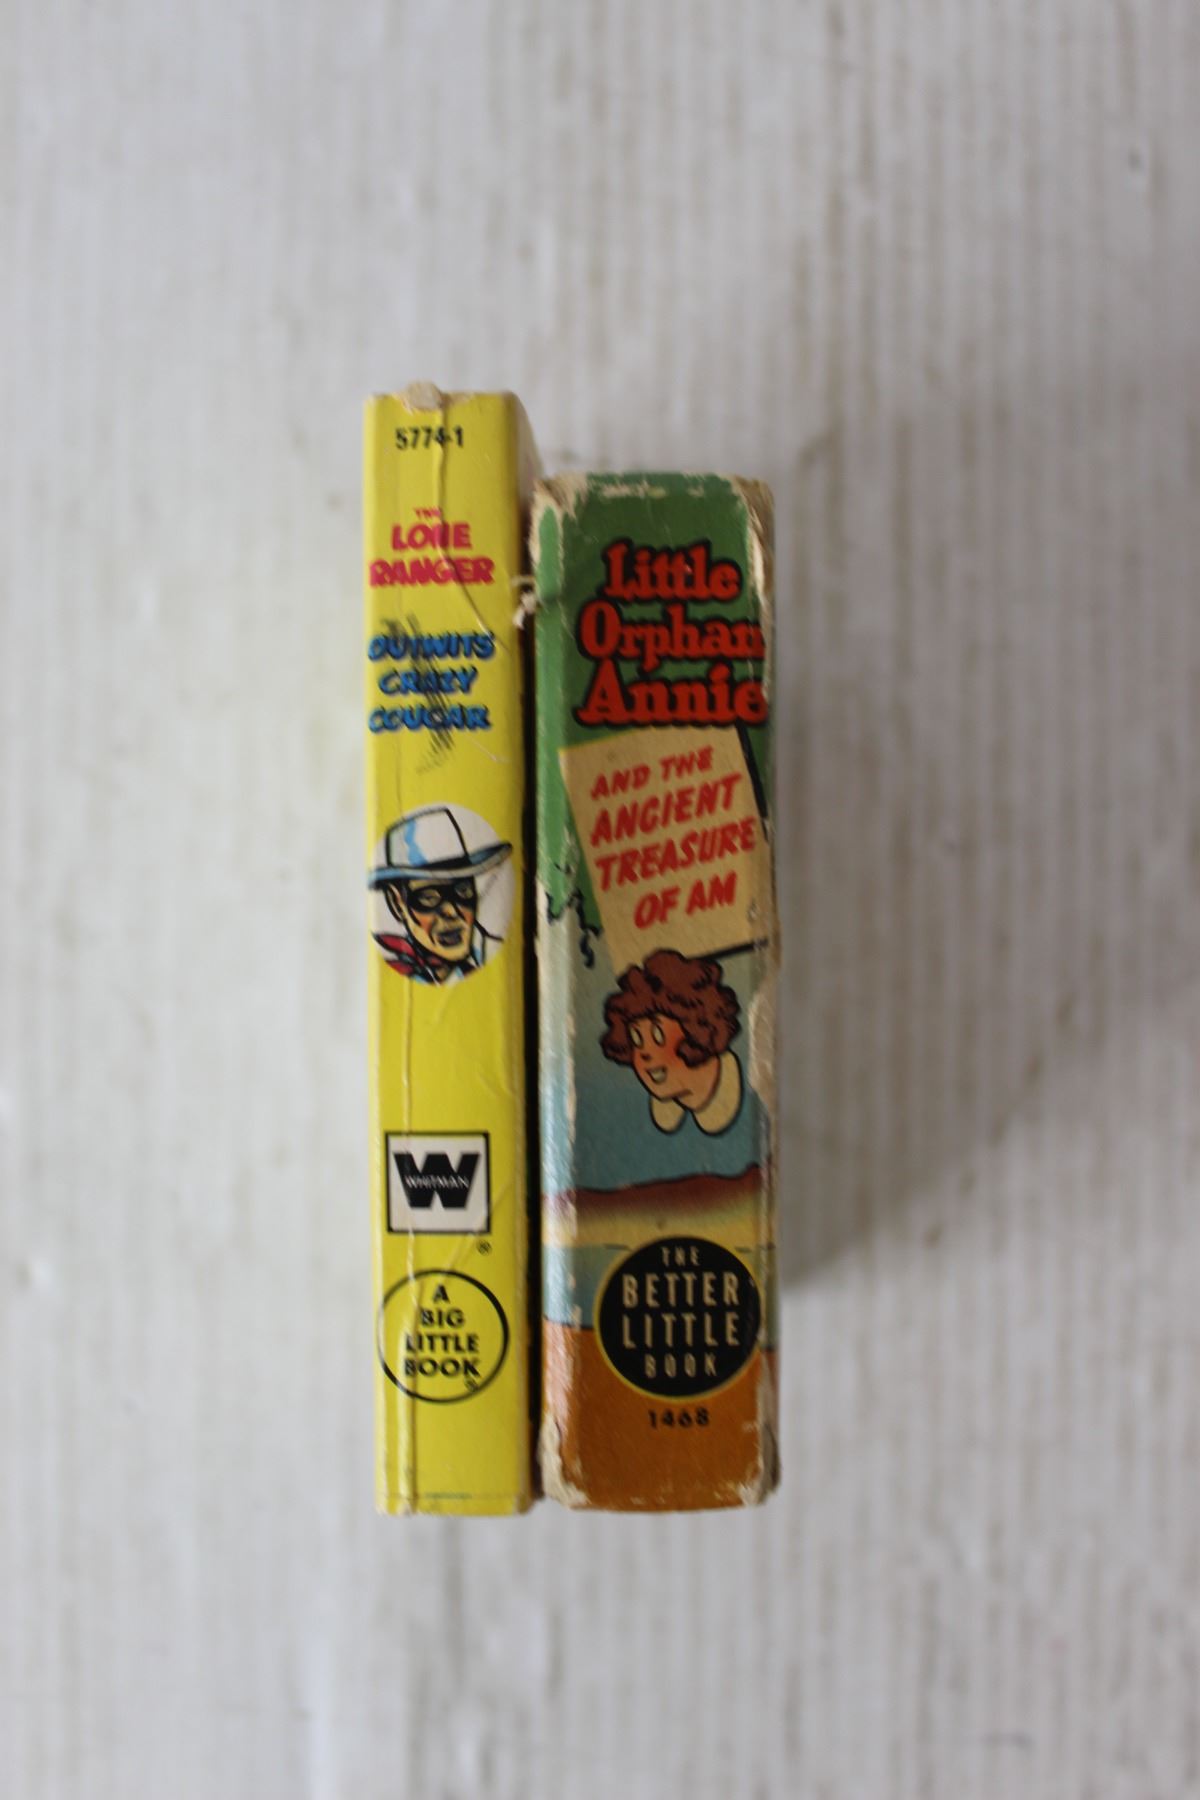 5774-1
THE
LONE
RANGER
OUTWITS
CRAZY
COUGAR
WHITMAN
®
A
BIG
LITTLE
BOOK
Little
Orphan
Annie
AND THE
ANCIENT
TREASURE
OF AM
THE
BETTER
LITTLE
BOOK
1468